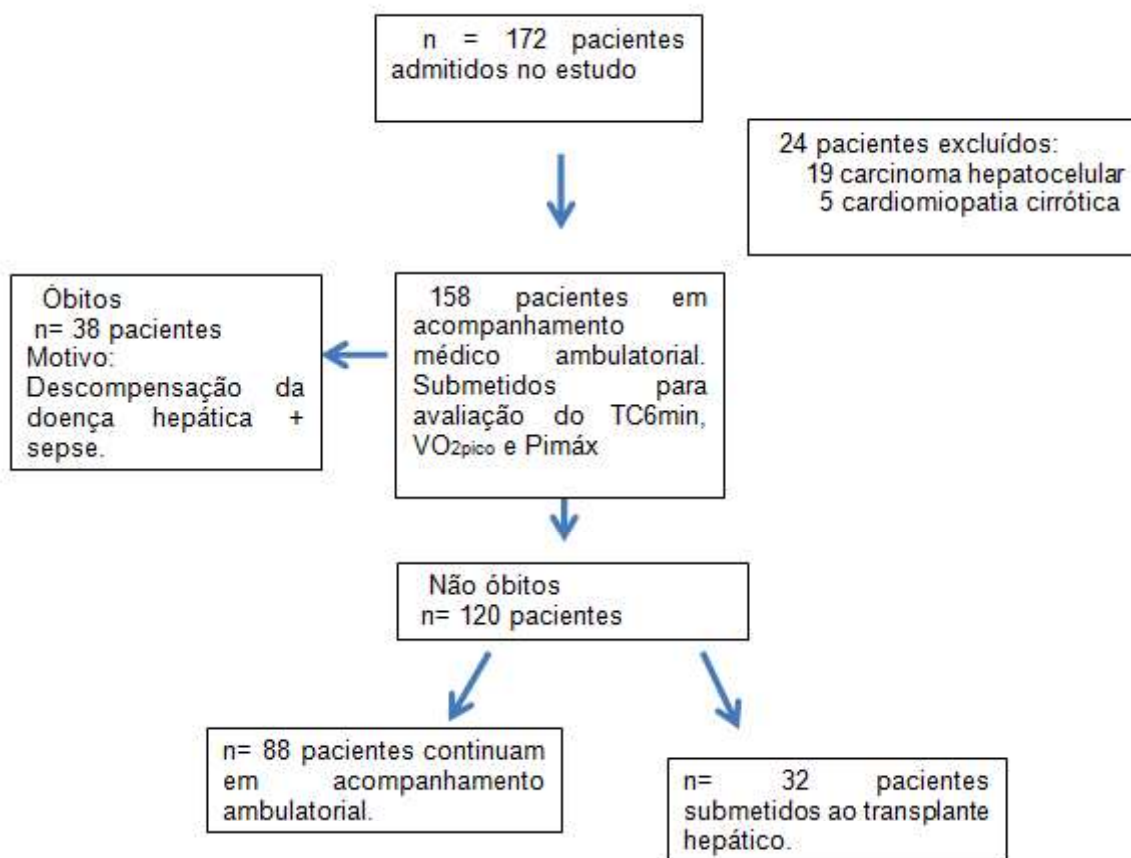 n = 172 pacientes
admitidos no estudo
24 pacientes excluídos:
19 carcinoma hepatocelular
5 cardiomiopatia cirrótica
Óbitos
n= 38 pacientes
Motivo:
Descompensação da
doença hepática +
sepse.
158 pacientes em
acompanhamento
médico ambulatorial.
Submetidos para
avaliação do TC6min,
VO2pico e Pimáx
Não óbitos
n= 120 pacientes
n= 88 pacientes continuam
em acompanhamento
ambulatorial.
n= 32 pacientes
submetidos ao transplante
hepático.